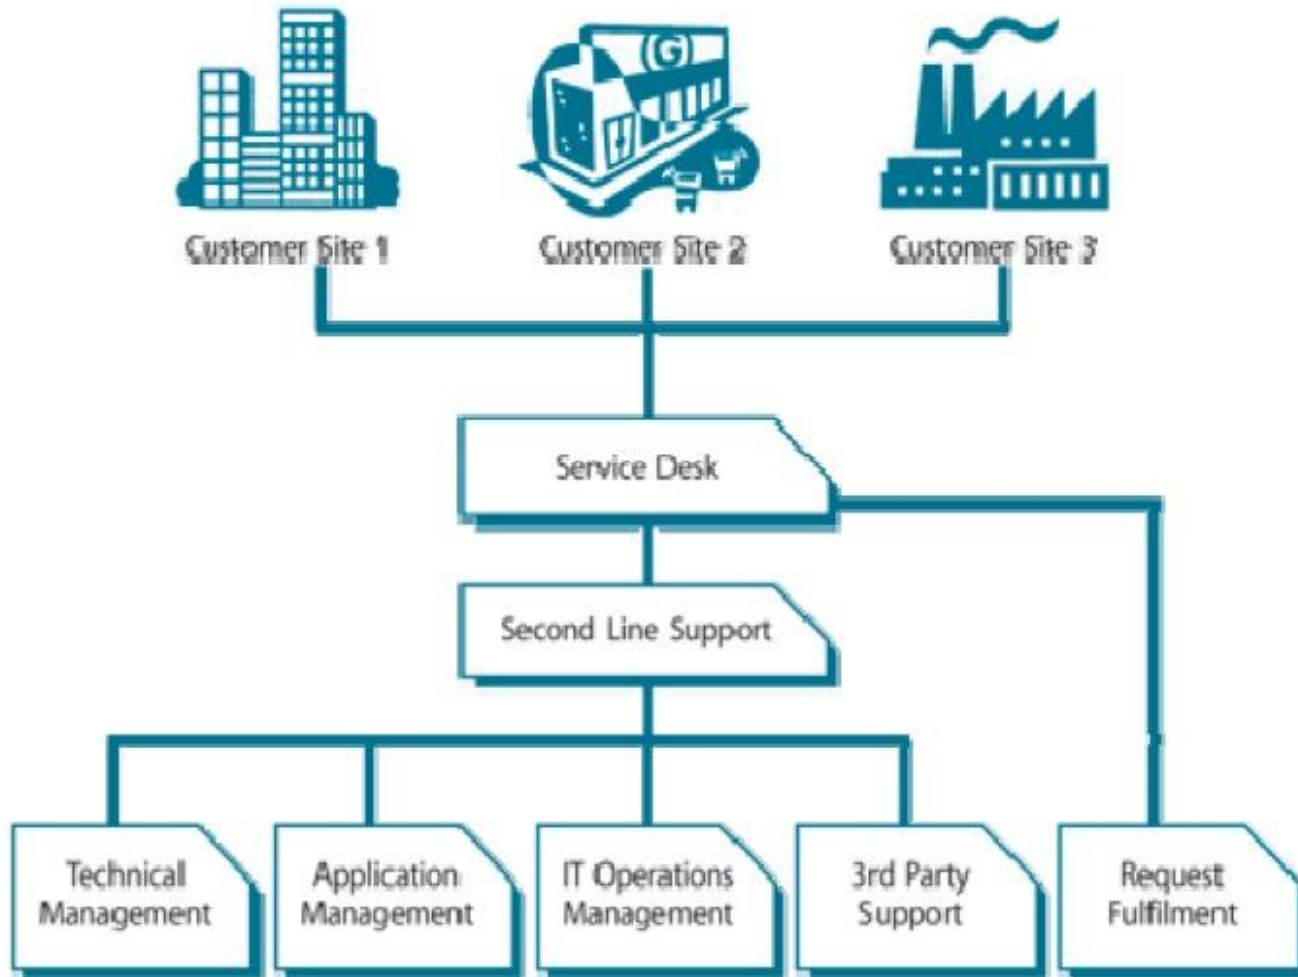 G
Customer Site 1
Customer Site 2
Customer Site 3
Service Desk
Second Line Support
Technical
Management
Application
Management
IT Operations
Management
3rd Party
Support
Request
Fulfilment